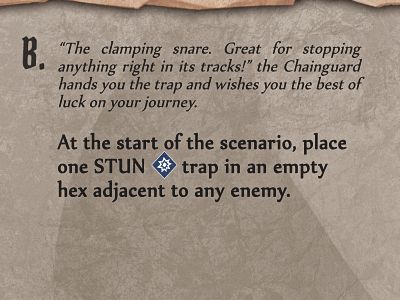 B.
“The clamping snare. Great for stopping
anything right in its tracks!” the Chainguard
hands you the trap and wishes you the best of
luck on your journey.
At the start of the scenario, place
one STUN trap in an empty
hex adjacent to any enemy.